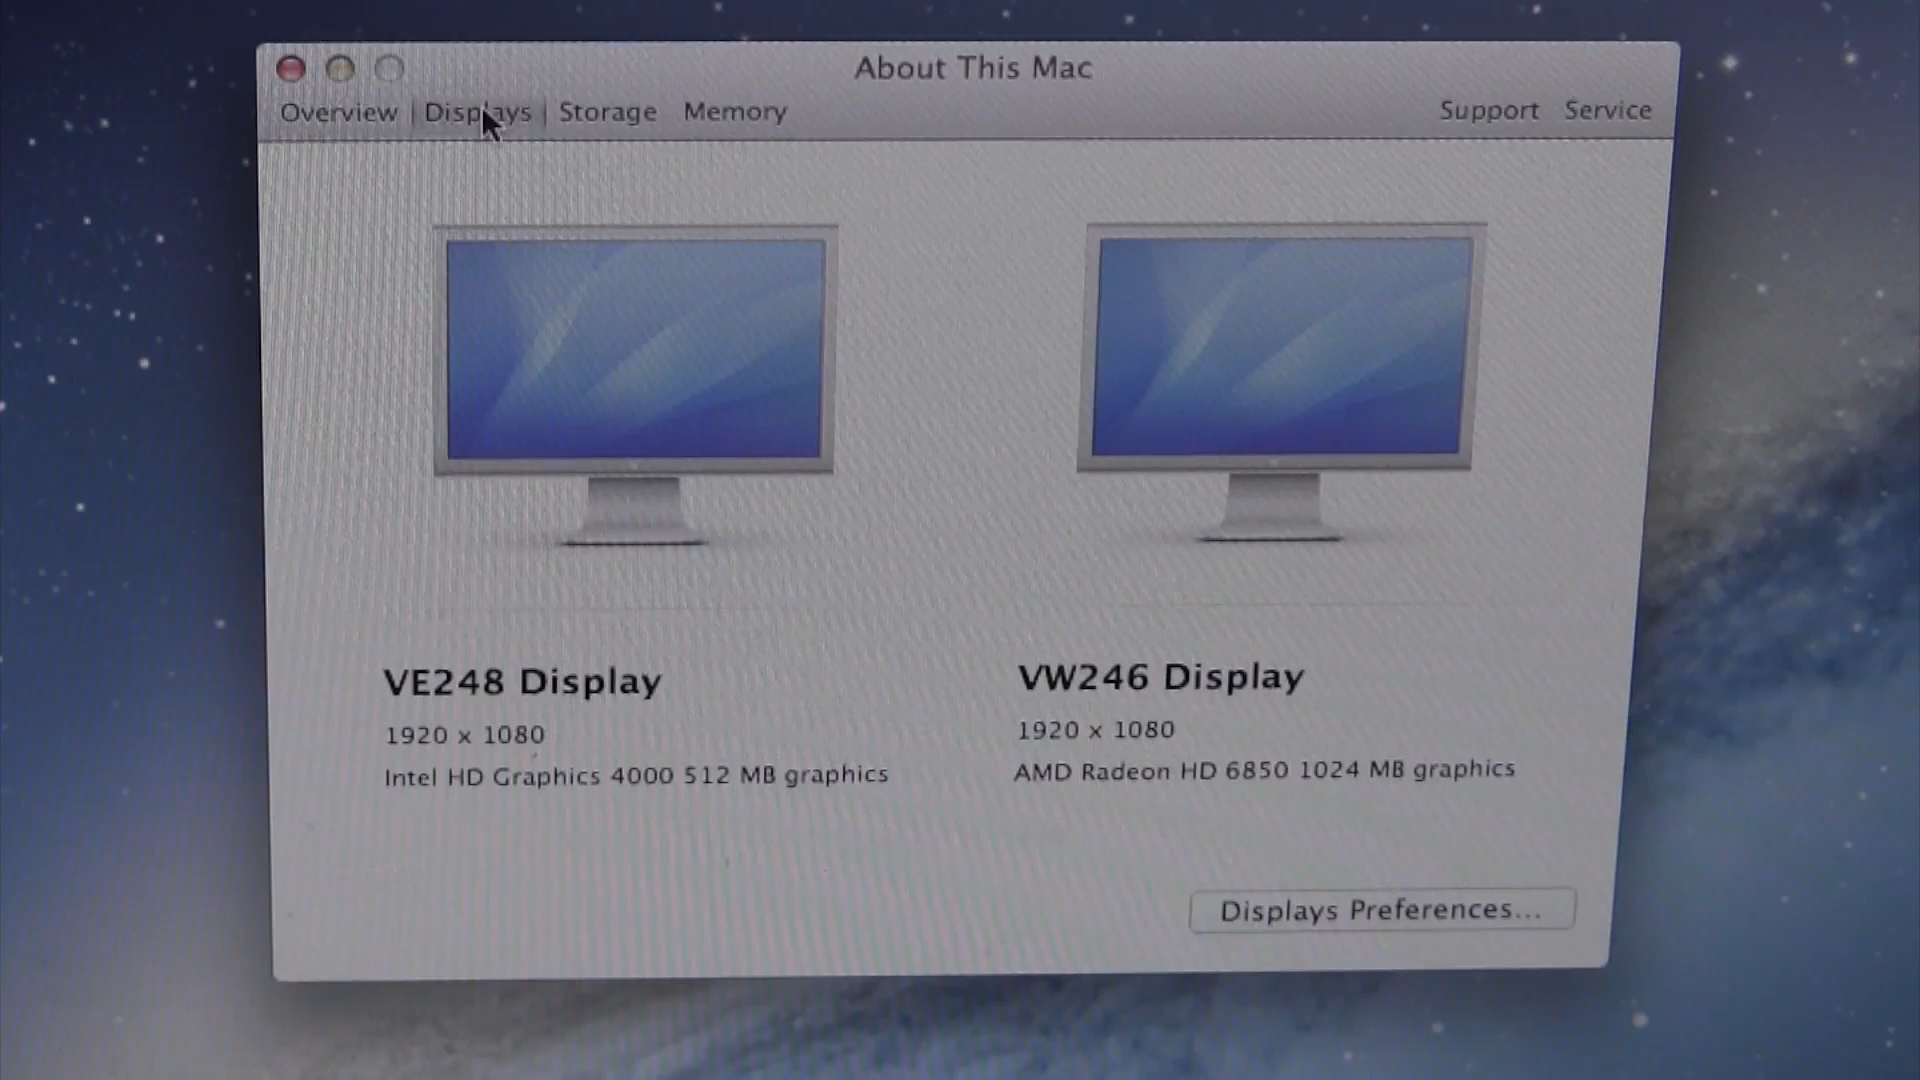 About This Mac
Overview Displays Storage Memory Support Service
VE248 Display
1920 x 1080
Intel HD Graphics 4000 512 MB graphics
VW246 Display
1920 x 1080
AMD Radeon HD 6850 1024 MB graphics
Displays Preferences...